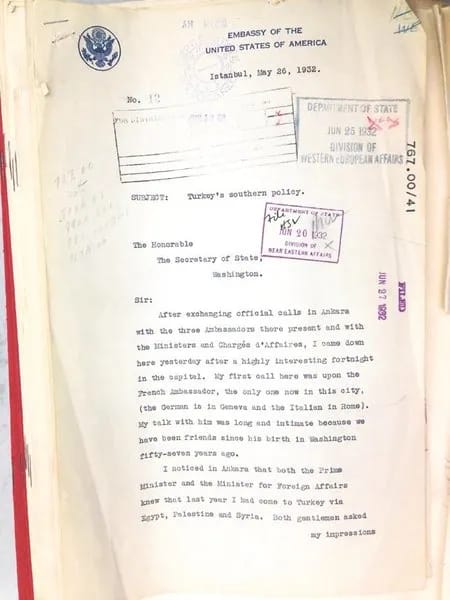 EMBASSY OF THE
UNITED STATES OF AMERICA
Istanbul, May 26, 1932.
No. 12
DEPARTMENT OF STATE
JUN 25 1932
DIVISION OF
WESTERN EUROPEAN AFFAIRS
767.00/41
SUBJECT: Turkey's southern policy.
DEPARTMENT OF STATE
JUN 20 1932
DIVISION OF
NEAR EASTERN AFFAIRS
The Honorable
The Secretary of State,
Washington.
FILED
JUN 27 1932
Sir:
After exchanging official calls in Ankara
with the three Ambassadors there present and with
the Ministers and Chargés d'Affaires, I came down
here yesterday after a highly interesting fortnight
in the capital. My first call here was upon the
French Ambassador, the only one now in this city,
(the German is in Geneva and the Italian in Rome).
My talk with him was long and intimate because we
have been friends since his birth in Washington
fifty-seven years ago.
I noticed in Ankara that both the Prime
Minister and the Minister for Foreign Affairs
knew that last year I had come to Turkey via
Egypt, Palestine and Syria. Both gentlemen asked
my impressions